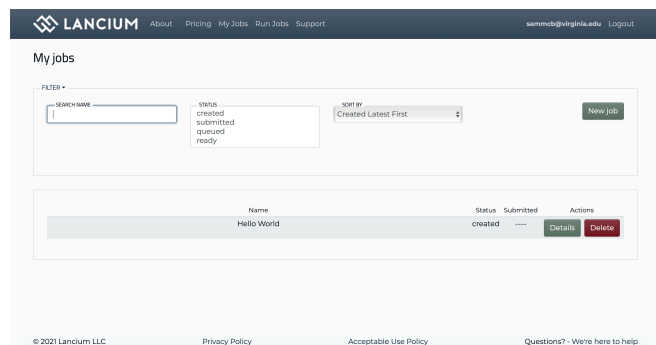 LANCIUM About Pricing My Jobs Run Jobs Support sammcb@virginia.edu Logout
My jobs
FILTER
SEARCH NAME STATUS SORT BY
created
submitted
queued
ready
Created Latest First
New job
Name Status Submitted Actions
Hello World created ---- Details Delete
© 2021 Lancium LLC Privacy Policy Acceptable Use Policy Questions? - We're here to help